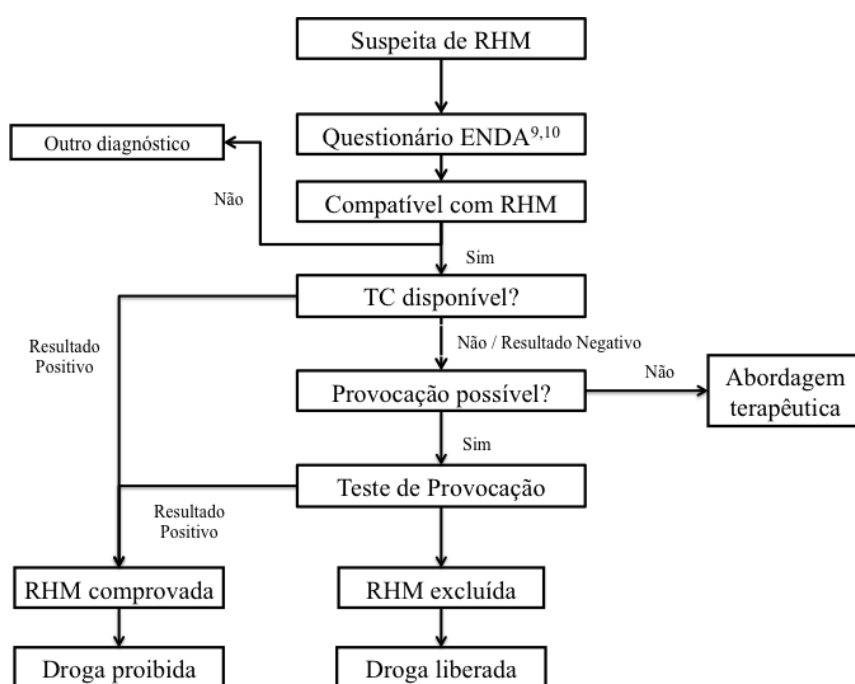 Suspeita de RHM
Questionário ENDA9,10
Outro diagnóstico
Não
Compatível com RHM
Sim
TC disponível?
Resultado
Positivo
Não / Resultado Negativo
Provocação possível?
Não
Abordagem
terapêutica
Sim
Teste de Provocação
Resultado
Positivo
RHM comprovada
RHM excluída
Droga proibida
Droga liberada